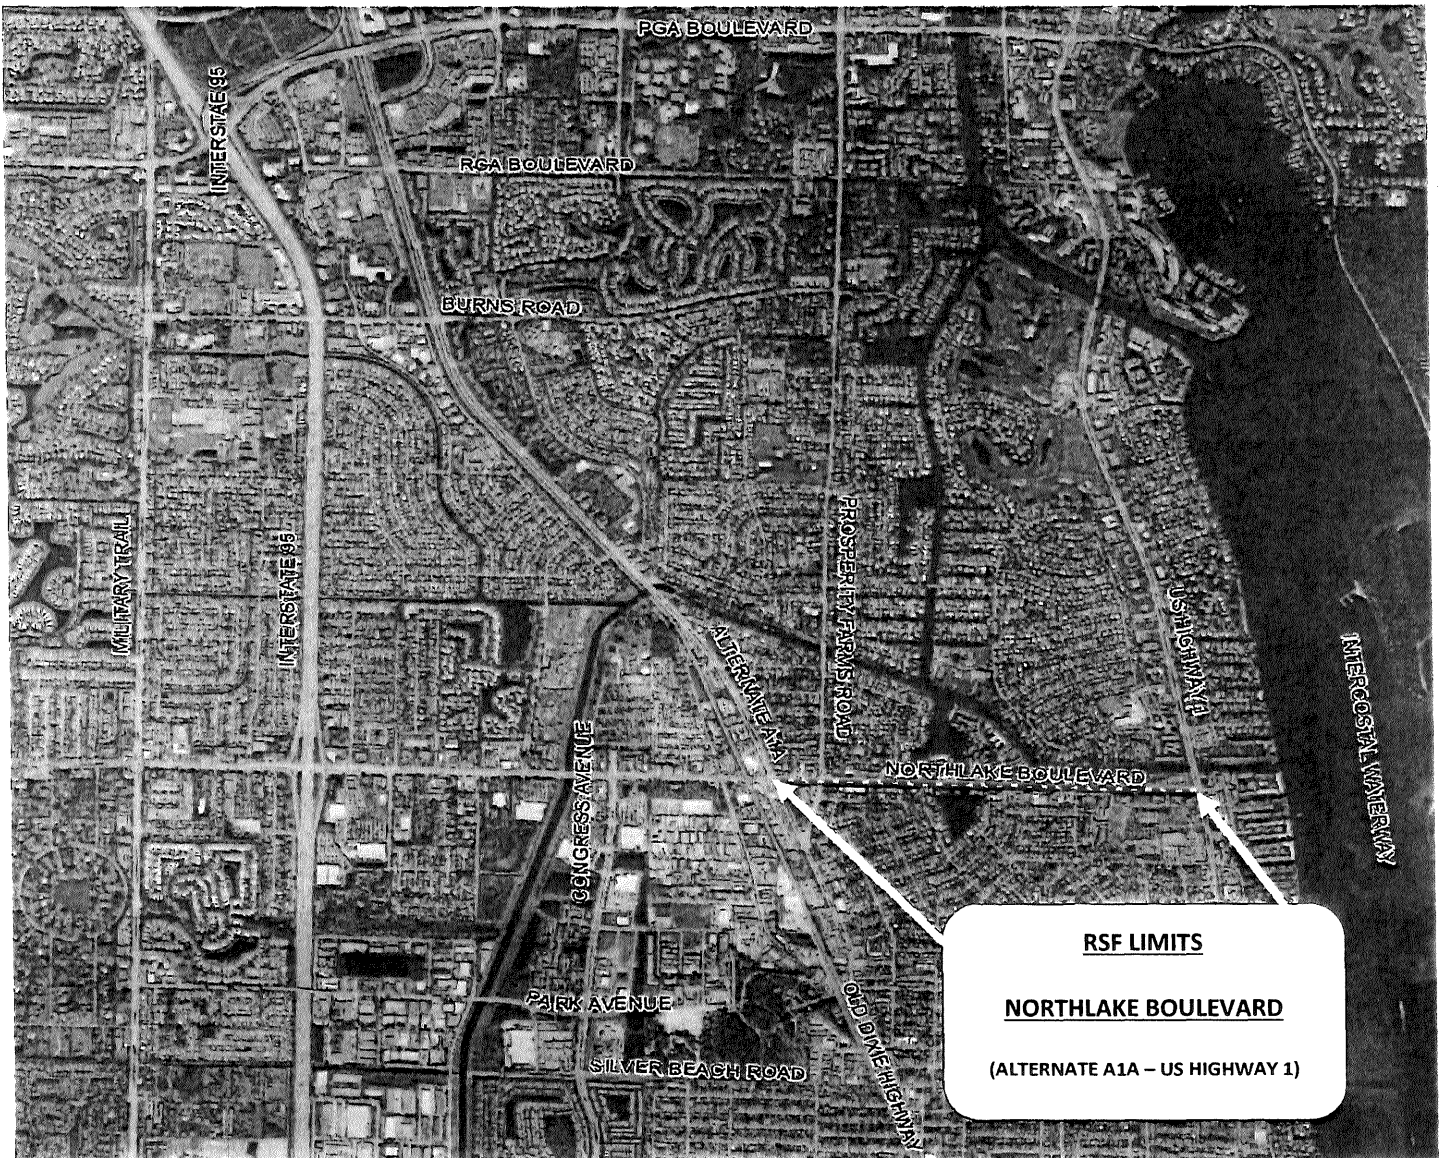 PGA BOULEVARD
INTERSTAE 95
RCA BOULEVARD
BURNS ROAD
MILITARY TRAIL
INTERSTATE 95
PROSPERITY FARMS ROAD
US HIGHWAY 1
ALTERNATE A1A
INTERCOSTAL WATERWAY
CONGRESS AVENUE
NORTHLAKE BOULEVARD
RSF LIMITS
NORTHLAKE BOULEVARD
(ALTERNATE A1A – US HIGHWAY 1)
PARK AVENUE
OLD DIXIE HIGHWAY
SILVER BEACH ROAD